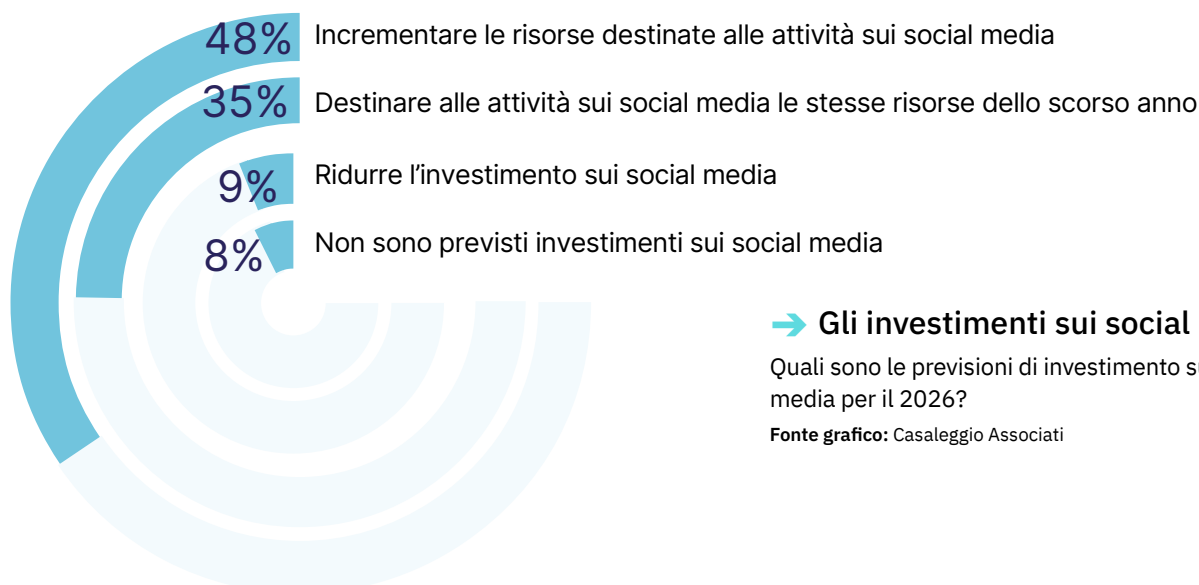 48% Incrementare le risorse destinate alle attività sui social media
35% Destinare alle attività sui social media le stesse risorse dello scorso anno
9% Ridurre l'investimento sui social media
8% Non sono previsti investimenti sui social media
➔ Gli investimenti sui social
Quali sono le previsioni di investimento
media per il 2026?
Fonte grafico: Casaleggio Associati